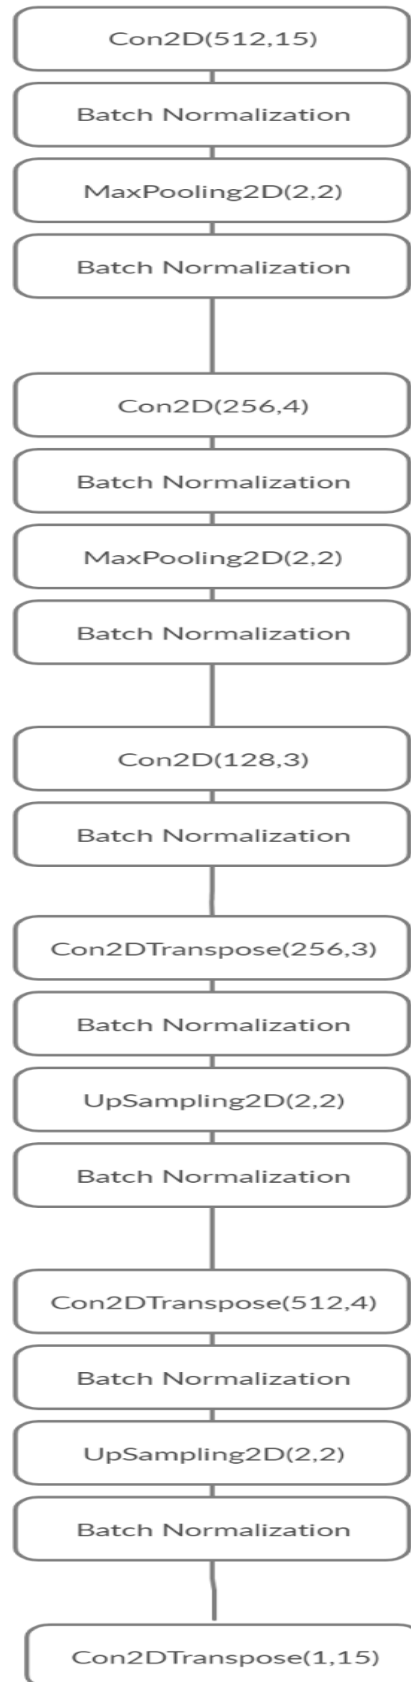 Con2D(512,15)
Batch Normalization
MaxPooling2D(2,2)
Batch Normalization
Con2D(256,4)
Batch Normalization
MaxPooling2D(2,2)
Batch Normalization
Con2D(128,3)
Batch Normalization
Con2DTranspose(256,3)
Batch Normalization
UpSampling2D(2,2)
Batch Normalization
Con2DTranspose(512,4)
Batch Normalization
UpSampling2D(2,2)
Batch Normalization
Con2DTranspose(1,15)